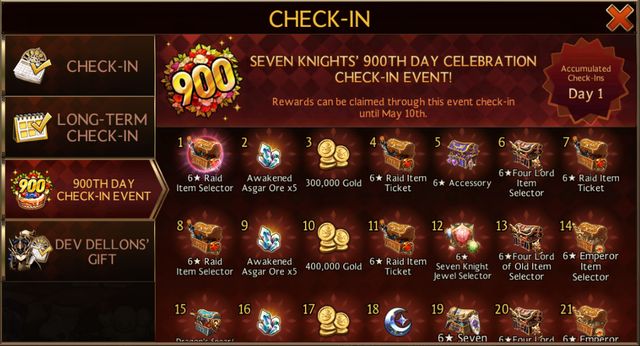 CHECK-IN
CHECK-IN
LONG-TERM
CHECK-IN
900
900TH DAY
CHECK-IN EVENT
DEV DELLONS'
GIFT
900
SEVEN KNIGHTS' 900TH DAY CELEBRATION
CHECK-IN EVENT!
Rewards can be claimed through this event check-in
until May 10th.
Accumulated
Check-Ins
Day 1
1
6★ Raid
Item Selector
2
Awakened
Asgar Ore x5
3
300,000 Gold
4
6★ Raid Item
Ticket
5
6★ Accessory
6
6★Four Lord
Item
Selector
7
6★ Raid Item
Ticket
8
6★ Raid
Item Selector
9
Awakened
Asgar Ore x5
10
400,000 Gold
11
6★ Raid Item
Ticket
12
6★
Seven Knight
Jewel Selector
13
6★Four Lord
of Old Item
Selector
14
6★ Emperor
Item
Selector
15
Dragon's Spear/
16
Awakened
17
18
19
6★ Seven
20
6★Four Lord
21
6★ Emperor